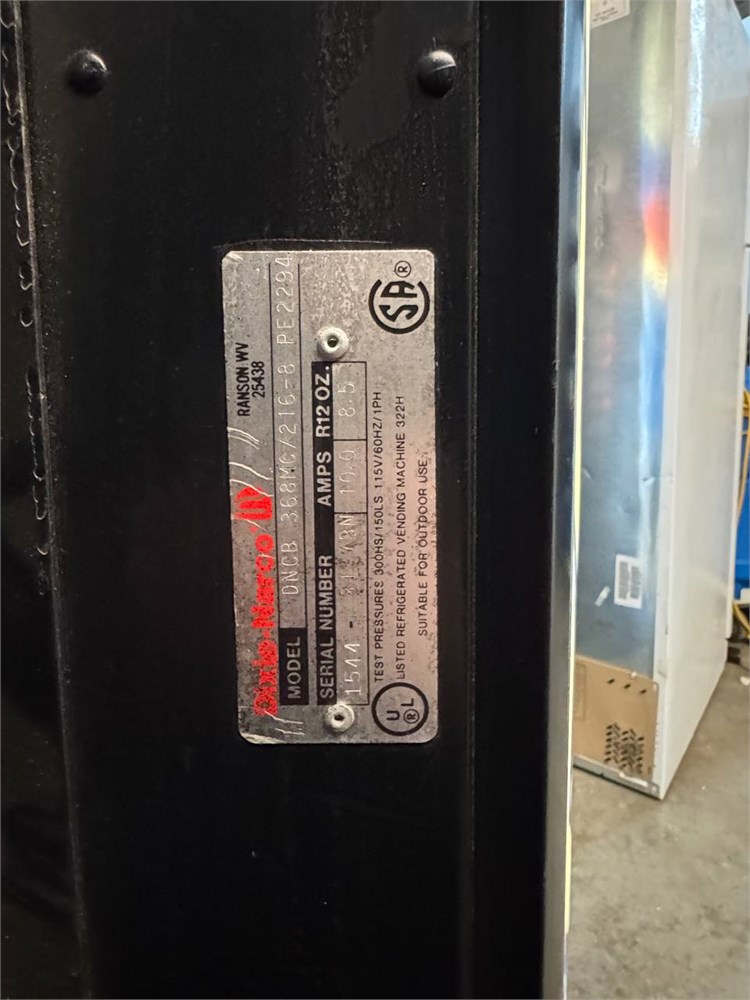 Dixie-Narco
RANSON WV
25438
MODEL DNCB 368MC/216-8 PE2294
SERIAL NUMBER AMPS R12 OZ.
1544 - 10.0 8.5
TEST PRESSURES 300HS/150LS 115V/60HZ/1PH
LISTED REFRIGERATED VENDING MACHINE 322H
SUITABLE FOR OUTDOOR USE
UL ®
SA ®